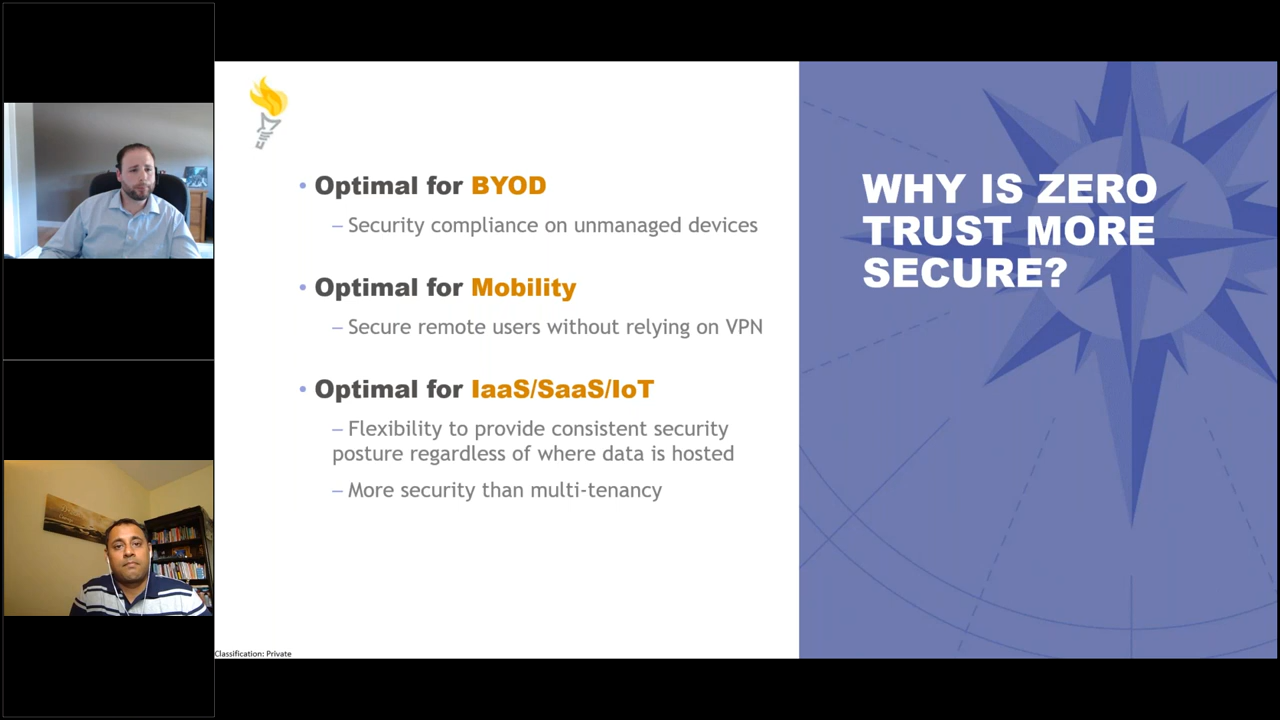 • Optimal for BYOD
– Security compliance on unmanaged devices
• Optimal for Mobility
– Secure remote users without relying on VPN
• Optimal for IaaS/SaaS/IoT
– Flexibility to provide consistent security
posture regardless of where data is hosted
– More security than multi-tenancy
WHY IS ZERO
TRUST MORE
SECURE?
Classification: Private